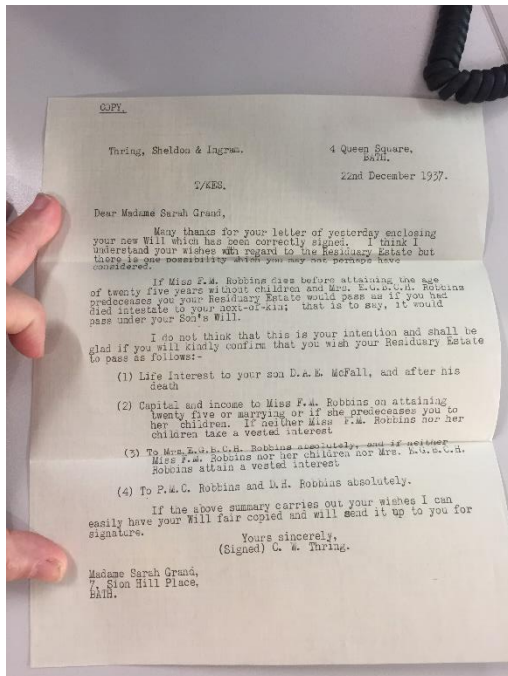 COPY.
Thring, Sheldon & Ingram.
4 Queen Square,
BATH.
22nd December 1937.
T/KES.
Dear Madame Sarah Grand,
Many thanks for your letter of yesterday enclosing
your new Will which has been correctly signed. I think I
understand your wishes with regard to the Residuary Estate but
there is one possibility which you may not perhaps have
considered.
If Miss F.M. Robbins dies before attaining the age
of twenty five years without children and Mrs. E.G.B.C.H. Robbins
predeceases you your Residuary Estate would pass as if you had
died intestate to your next-of-kin; that is to say, it would
pass under your Son's Will.
I do not think that this is your intention and shall be
glad if you will kindly confirm that you wish your Residuary Estate
to pass as follows:-
(1) Life Interest to your son D.A.E. McFall, and after his
death
(2) Capital and income to Miss F.M. Robbins on attaining
twenty five or marrying or if she predeceases you to
her children. If neither Miss F.M. Robbins nor her
children take a vested interest
(3) To Mrs. E.G.B.C.H. Robbins absolutely, and if neither
Miss F.M. Robbins nor her children nor Mrs. E.G.B.C.H.
Robbins attain a vested interest
(4) To P.M.C. Robbins and D.H. Robbins absolutely.
If the above summary carries out your wishes I can
easily have your Will fair copied and will send it up to you for
signature.
Yours sincerely,
(Signed) C. W. Thring.
Madame Sarah Grand,
7, Sion Hill Place,
BATH.